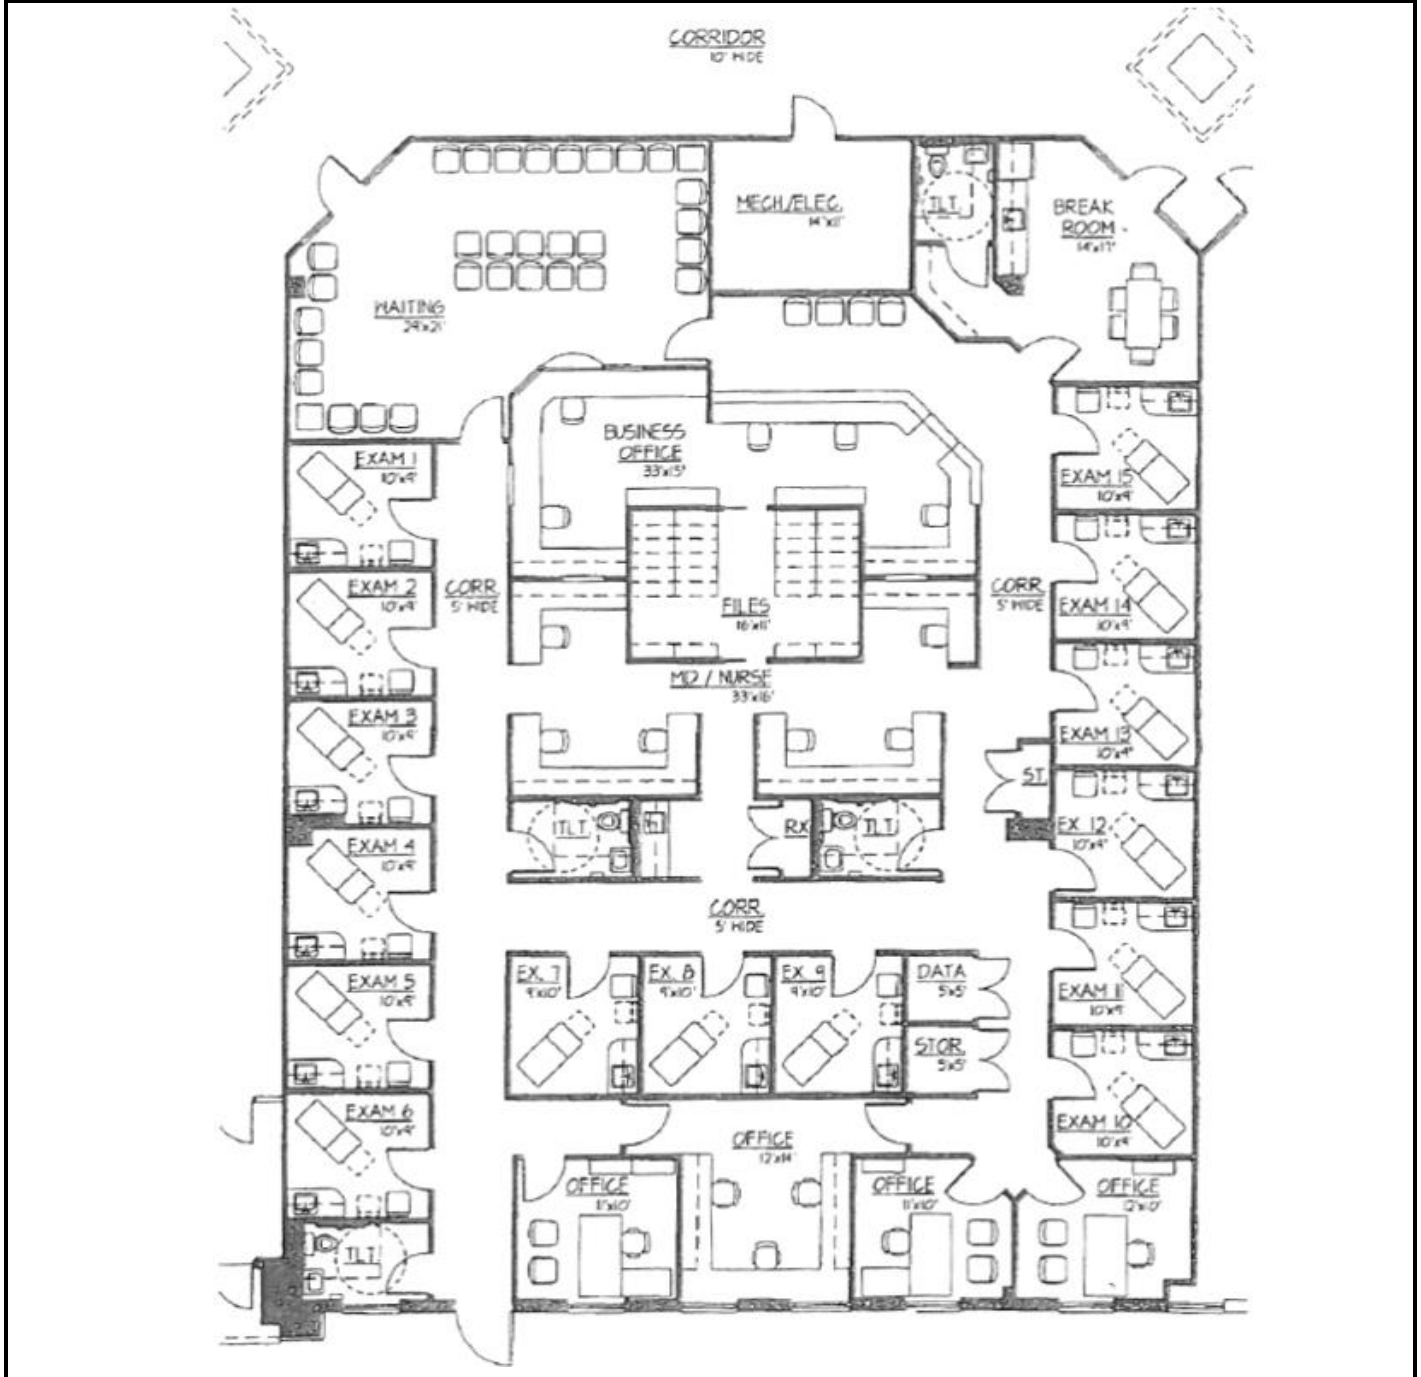 CORRIDOR
10' WIDE
MECH./ELEC.
14'x11'
TLT.
BREAK
ROOM
14'x17'
WAITING
29'x21'
BUSINESS
OFFICE
33'x15'
EXAM 1
10'x9'
EXAM 15
10'x9'
CORR.
5' WIDE
EXAM 2
10'x9'
FILES
16'x11'
CORR.
5' WIDE
EXAM 14
10'x9'
MD / NURSE
33'x16'
EXAM 3
10'x9'
EXAM 13
10'x9'
ST.
EXAM 4
10'x9'
TLT.
RX
TLT.
EX. 12
10'x9'
CORR.
5' WIDE
EXAM 5
10'x9'
EX. 7
9'x10'
EX. 8
9'x10'
EX. 9
9'x10'
DATA
5'x5'
EXAM 11
10'x9'
STOR.
5'x5'
EXAM 6
10'x9'
EXAM 10
10'x9'
OFFICE
12'x14'
OFFICE
11'x10'
OFFICE
11'x10'
OFFICE
12'x10'
TLT.